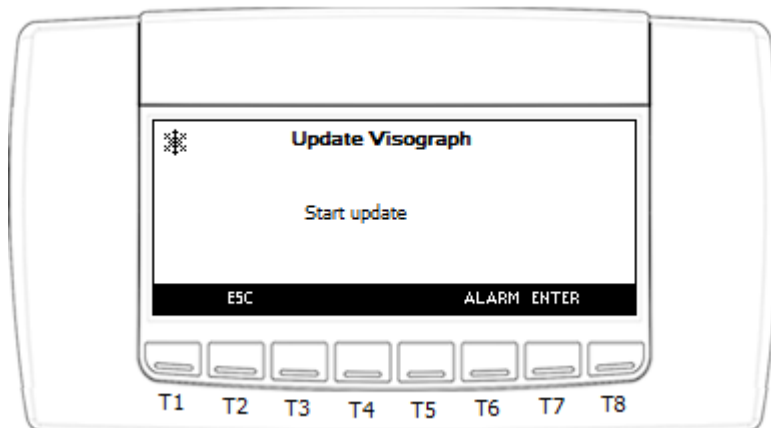 Update Visograph
Start update
ESC ALARM ENTER
T1 T2 T3 T4 T5 T6 T7 T8